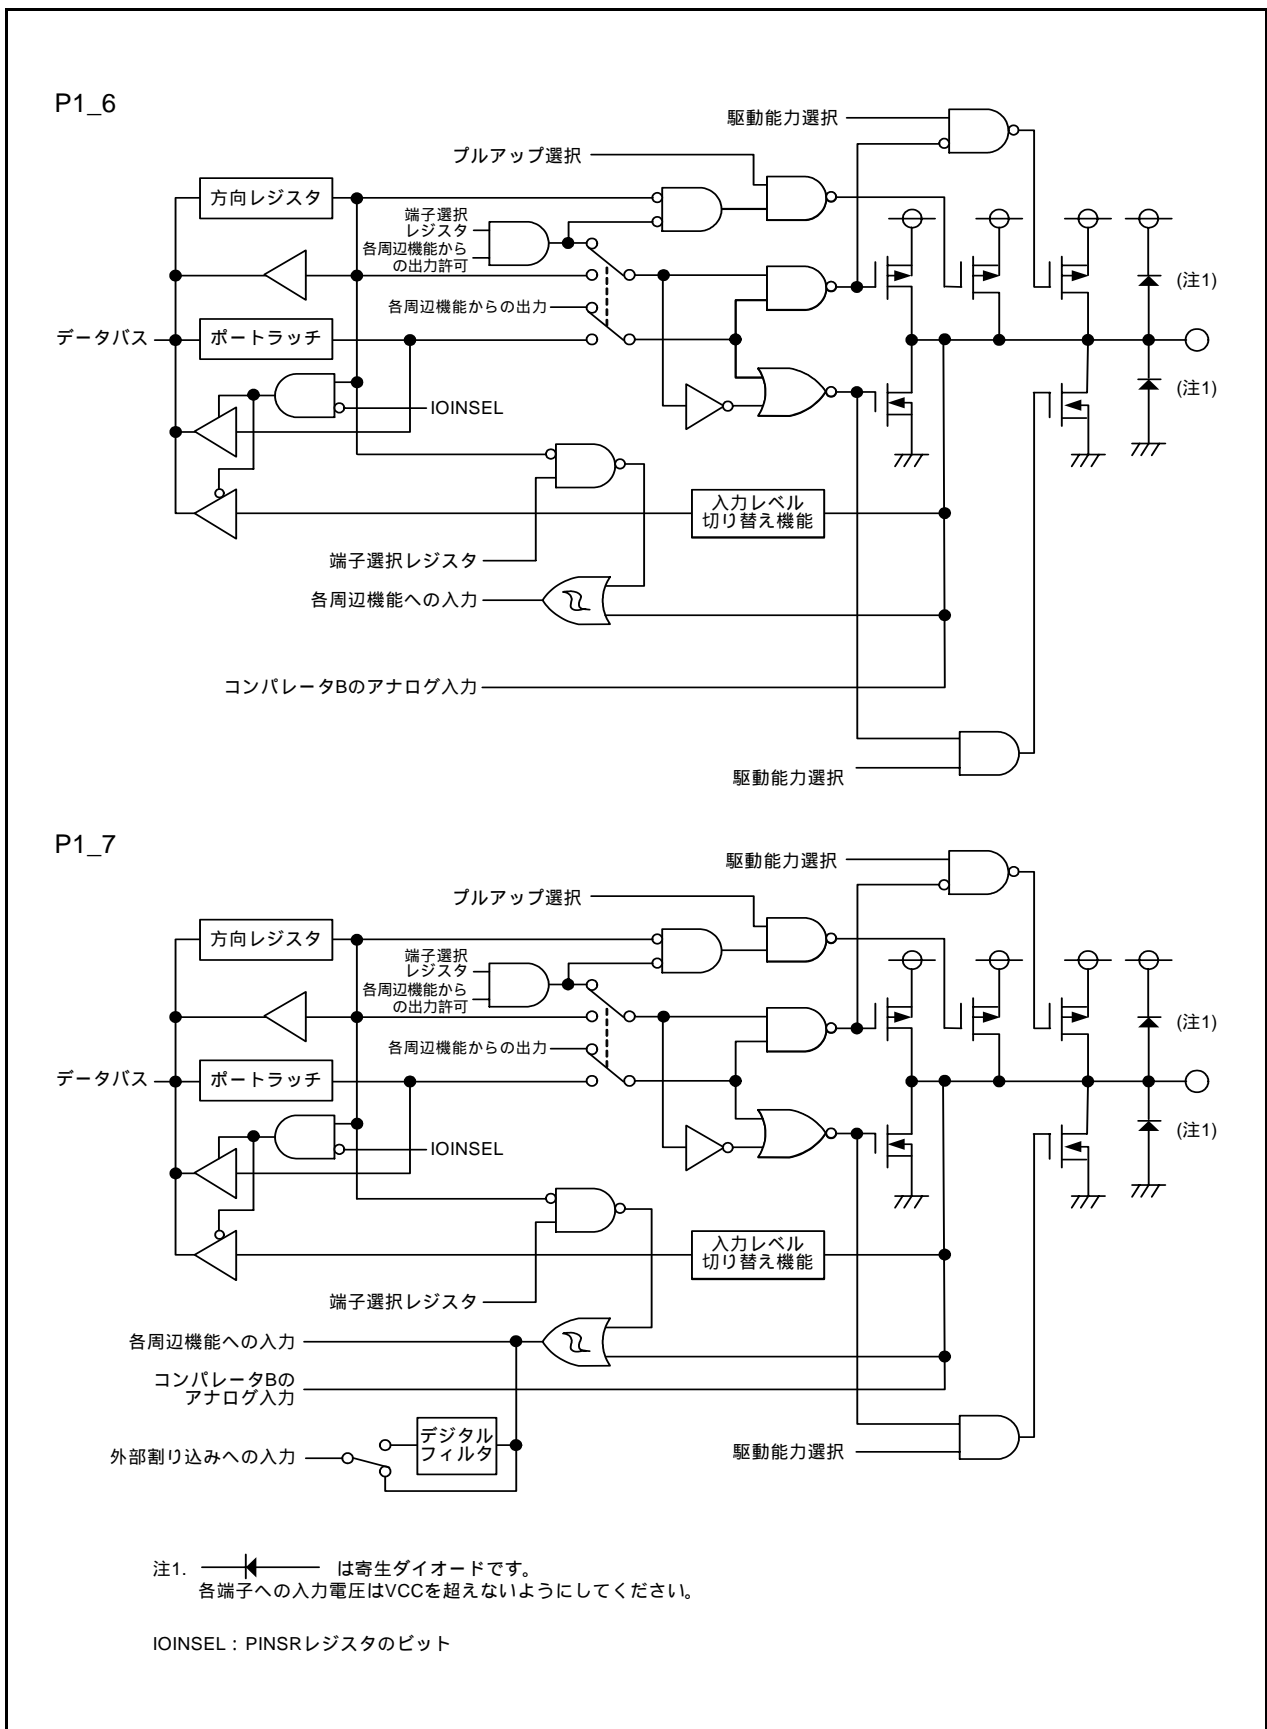 P1_6
駆動能力選択
プルアップ選択
方向レジスタ
端子選択
レジスタ
各周辺機能から
の出力許可
各周辺機能からの出力
(注1)
データバス
ポートラッチ
(注1)
IOINSEL
入力レベル
切り替え機能
端子選択レジスタ
各周辺機能への入力
コンパレータBのアナログ入力
駆動能力選択
P1_7
駆動能力選択
プルアップ選択
方向レジスタ
端子選択
レジスタ
各周辺機能から
の出力許可
各周辺機能からの出力
(注1)
データバス
ポートラッチ
(注1)
IOINSEL
入力レベル
切り替え機能
端子選択レジスタ
各周辺機能への入力
コンパレータBの
アナログ入力
デジタル
フィルタ
外部割り込みへの入力
駆動能力選択
注1. は寄生ダイオードです。
各端子への入力電圧はVCCを超えないようにしてください。
IOINSEL：PINSRレジスタのビット